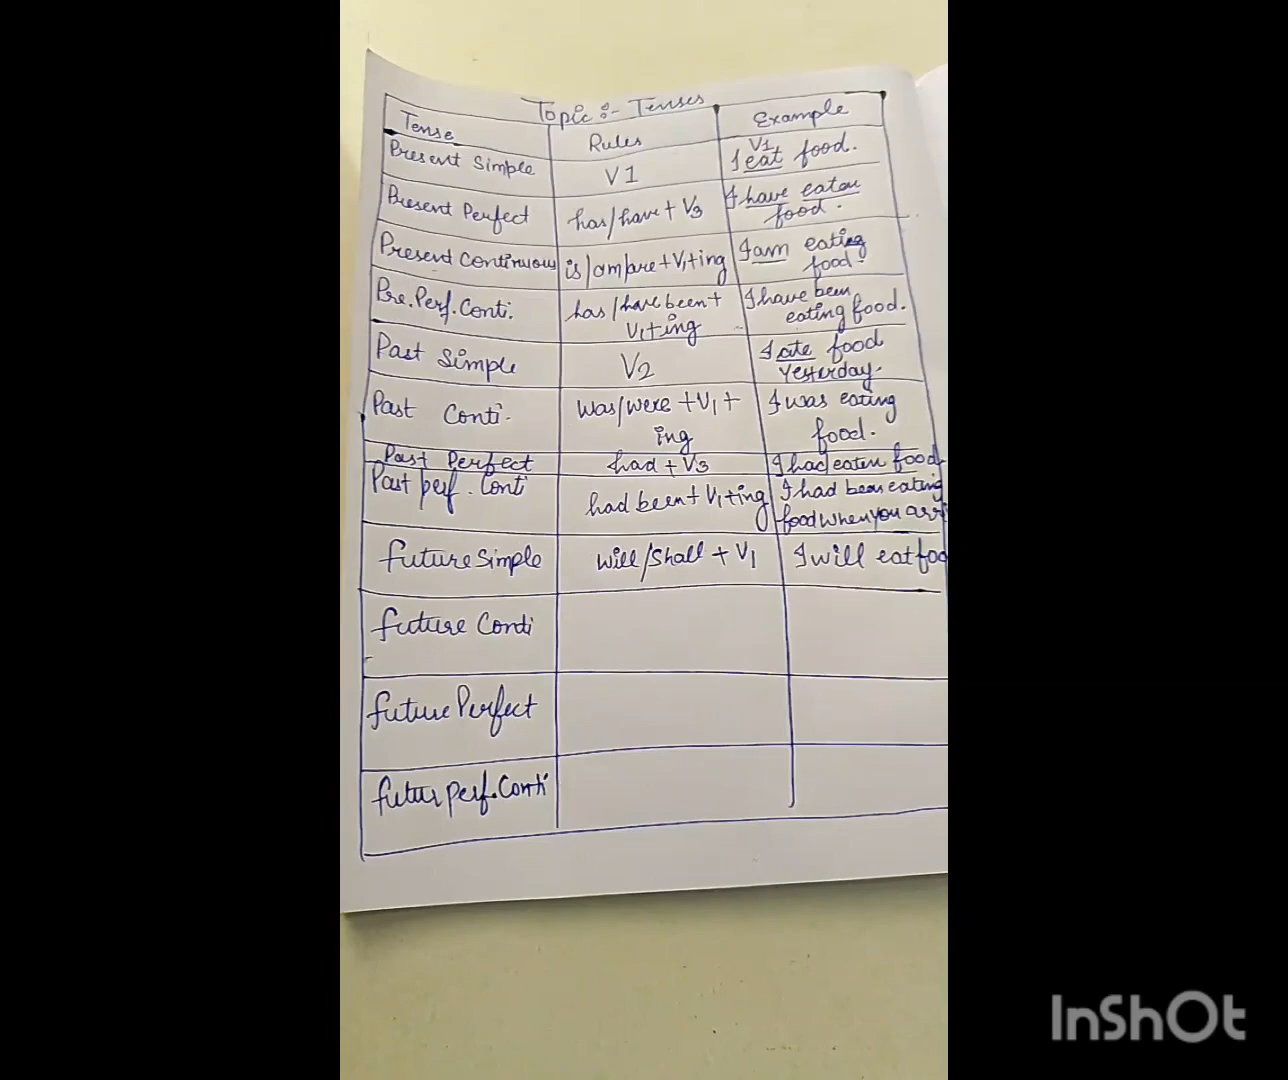 Topic :- Tenses
Tense Rules Example
Present Simple V1 V1 I eat food.
Present Perfect has/have + V3 I have eaten
food.
Present Continuous is/am/are + V1+ing I am eating
food.
Pre. Perf. Conti. has/have been + I have been
V1+ing eating food.
Past Simple V2 I ate food
yesterday.
Past Conti. was/were + V1 + I was eating
ing food.
Past Perfect had + V3 I had eaten food
Past perf. Conti had been + V1+ing I had been eating
food when you arri
future Simple will/Shall + V1 I will eat foo
future Conti
future Perfect
futur perf. Conti
InShOt